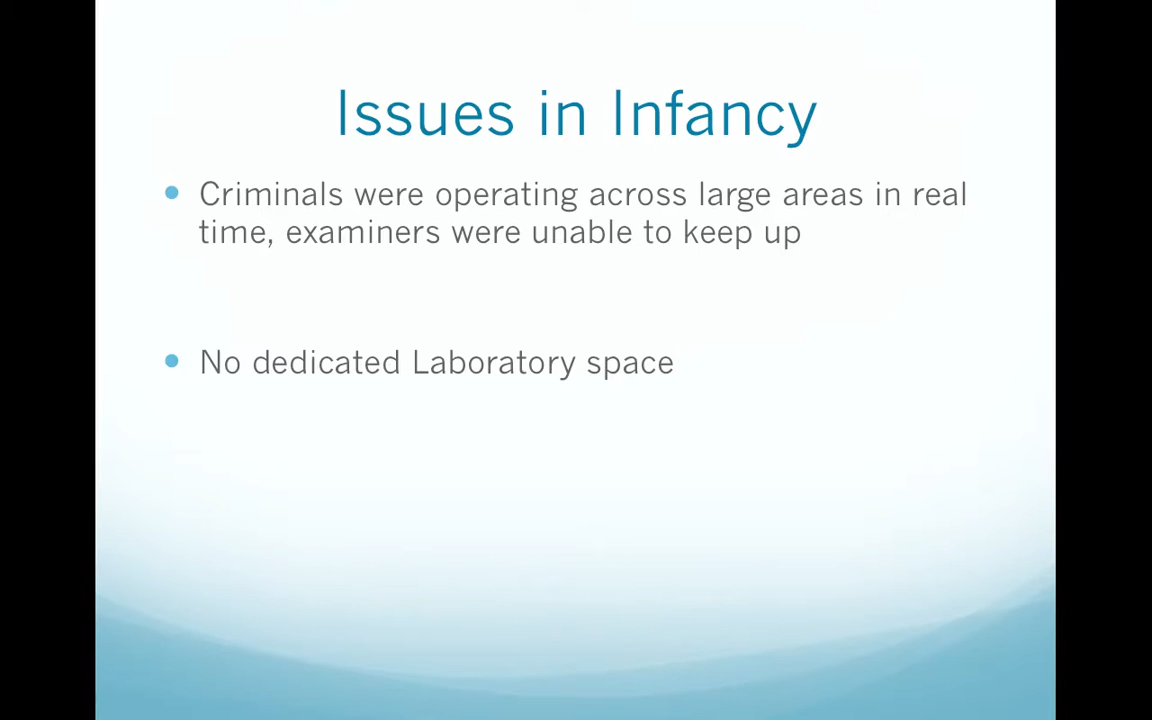 Issues in Infancy
Criminals were operating across large areas in real
time, examiners were unable to keep up
No dedicated Laboratory space